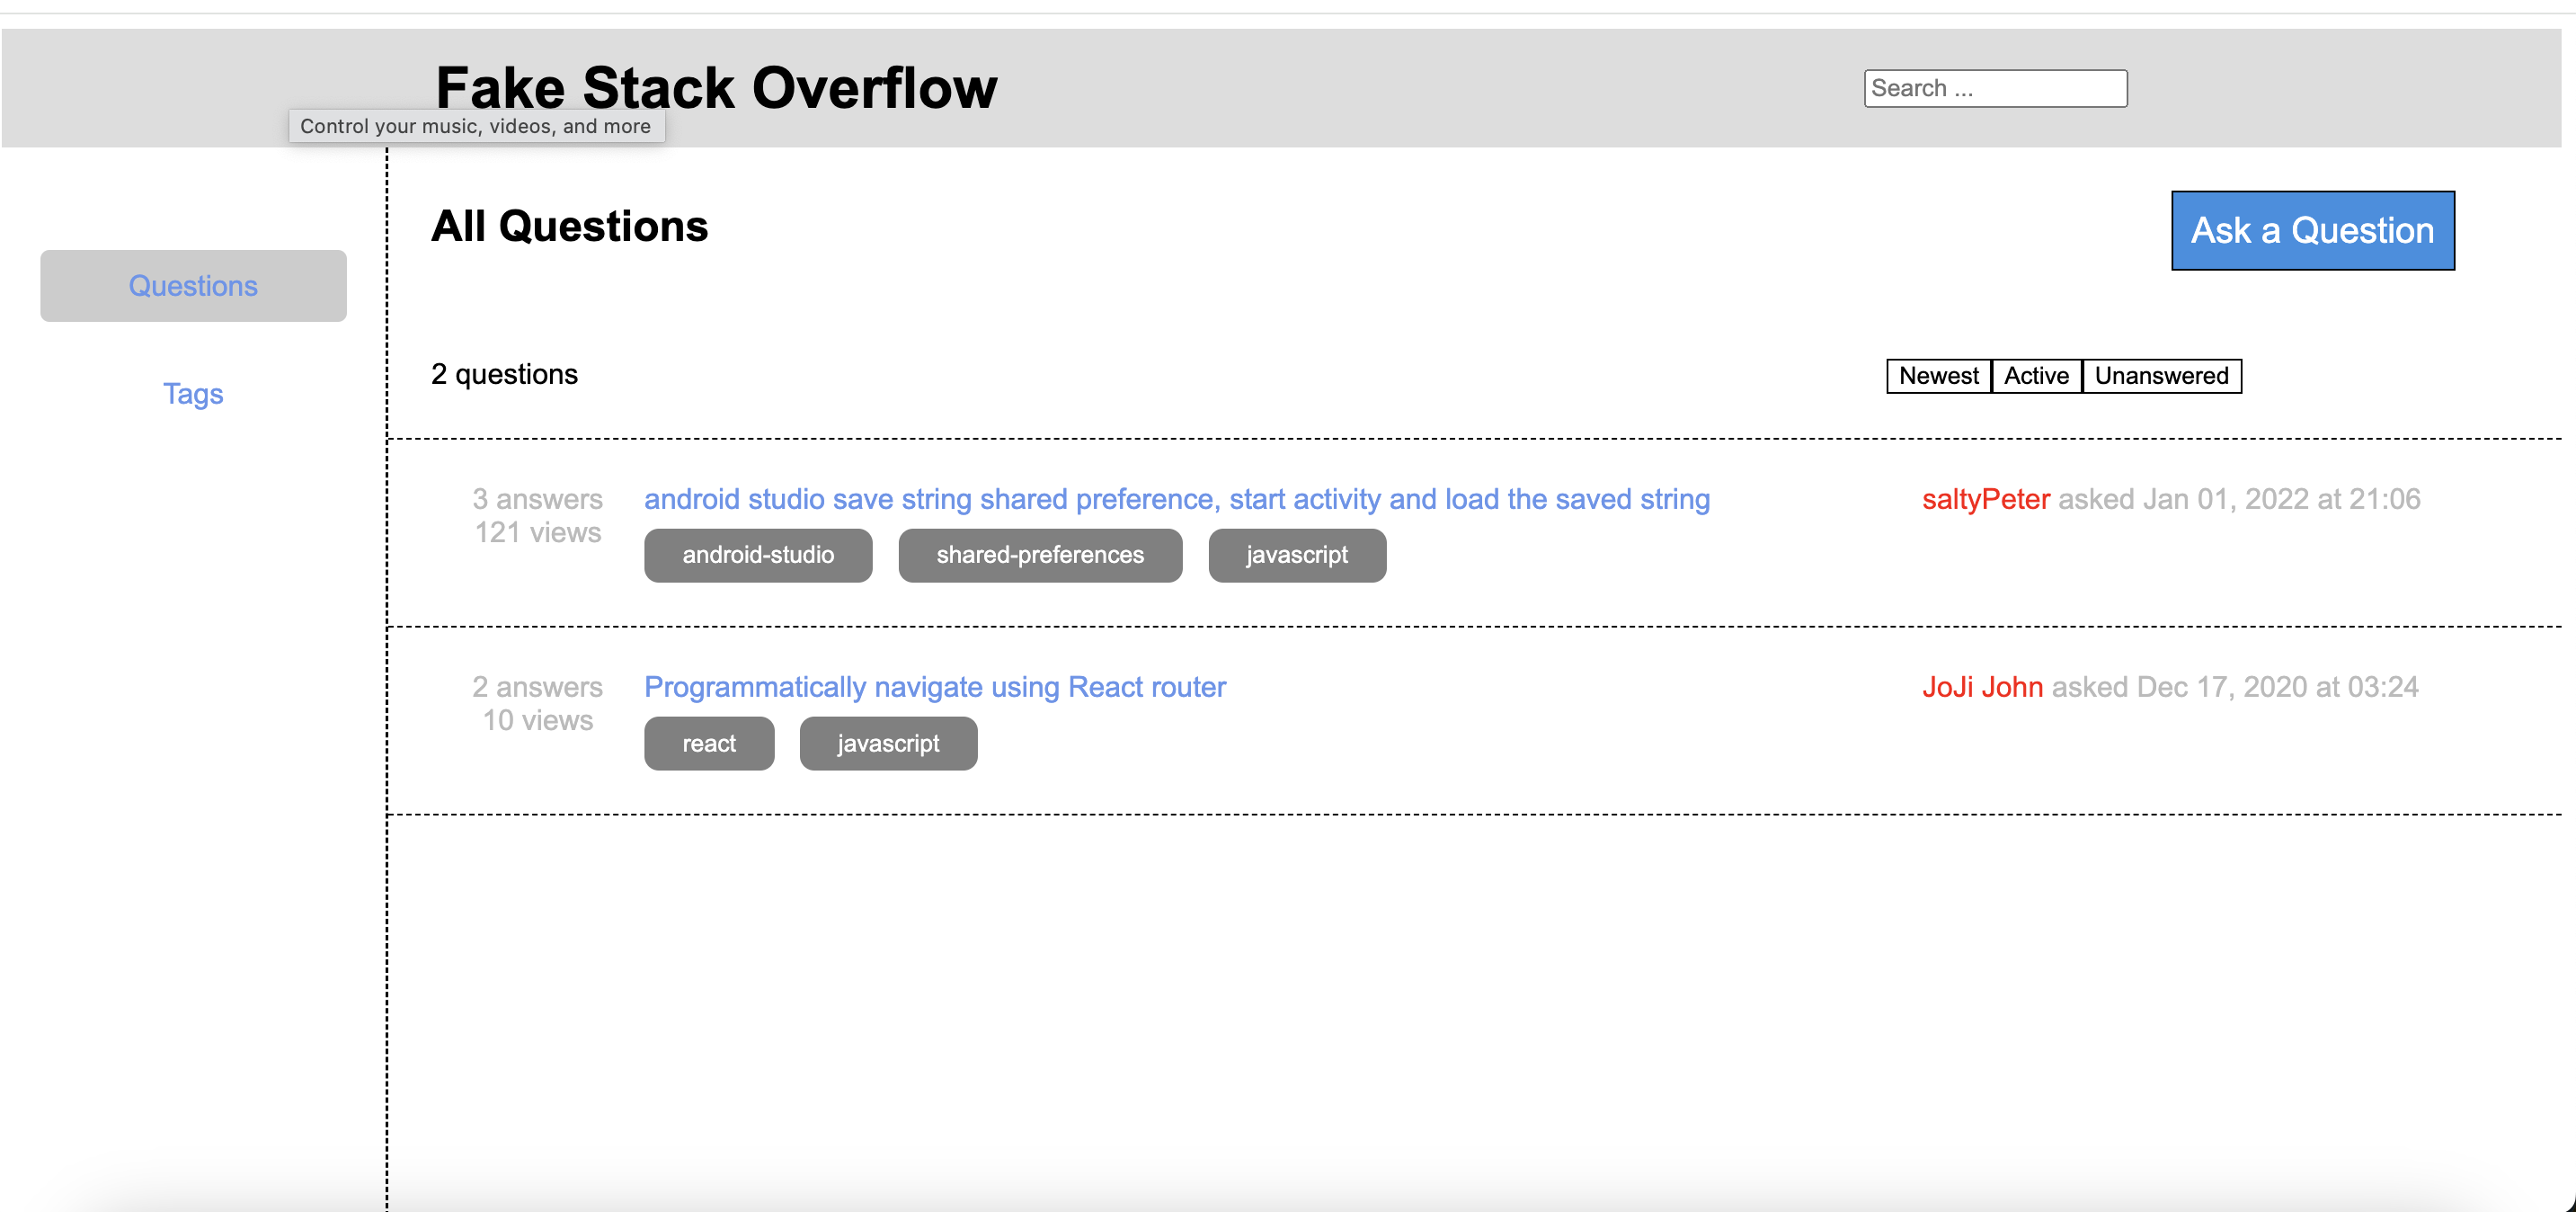 Fake Stack Overflow
Search ...
Control your music, videos, and more
Questions
Tags
All Questions
Ask a Question
2 questions
Newest Active Unanswered
3 answers
121 views
android studio save string shared preference, start activity and load the saved string
android-studio shared-preferences javascript
saltyPeter asked Jan 01, 2022 at 21:06
2 answers
10 views
Programmatically navigate using React router
react javascript
JoJi John asked Dec 17, 2020 at 03:24